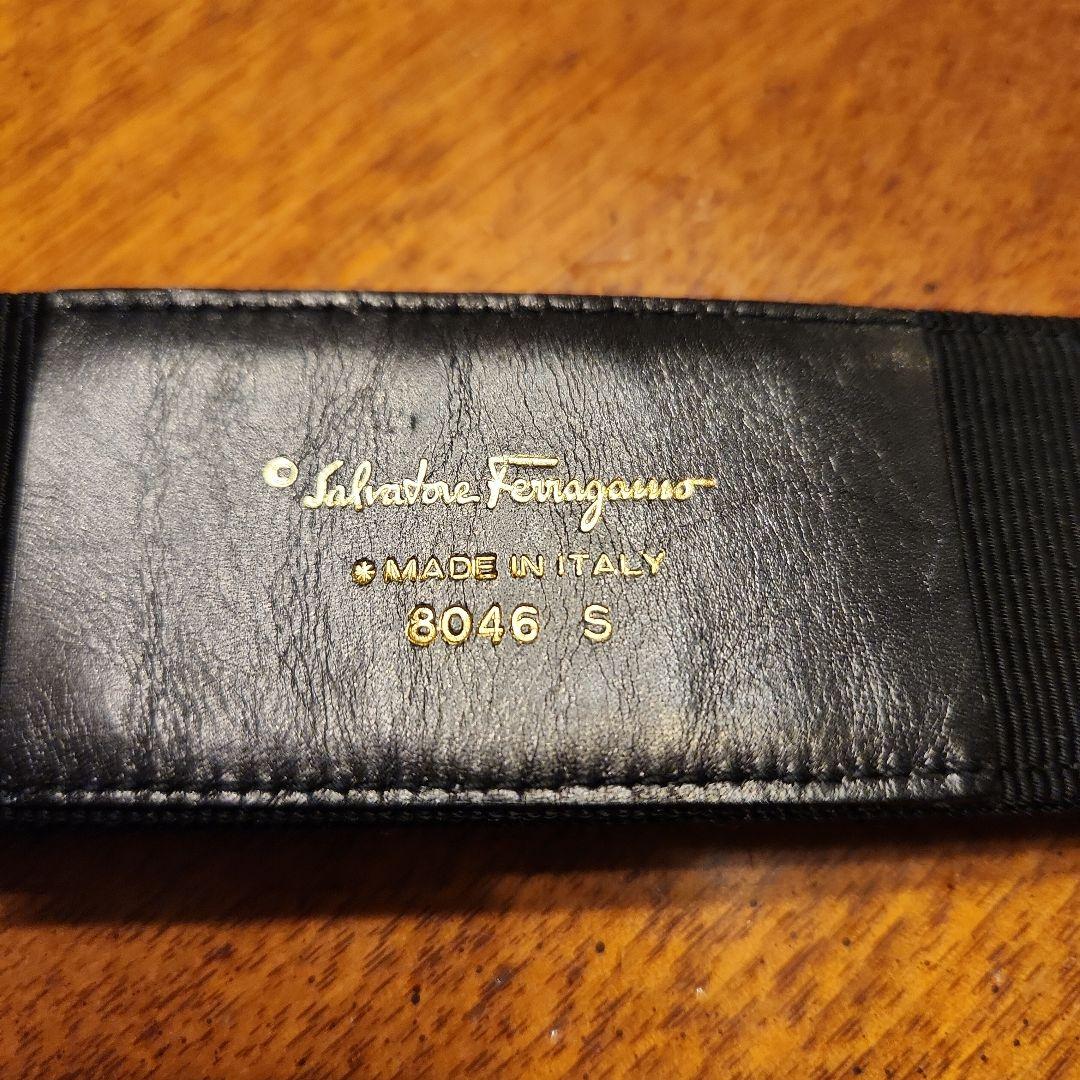 © Salvatore Ferragamo
* MADE IN ITALY
8046 S